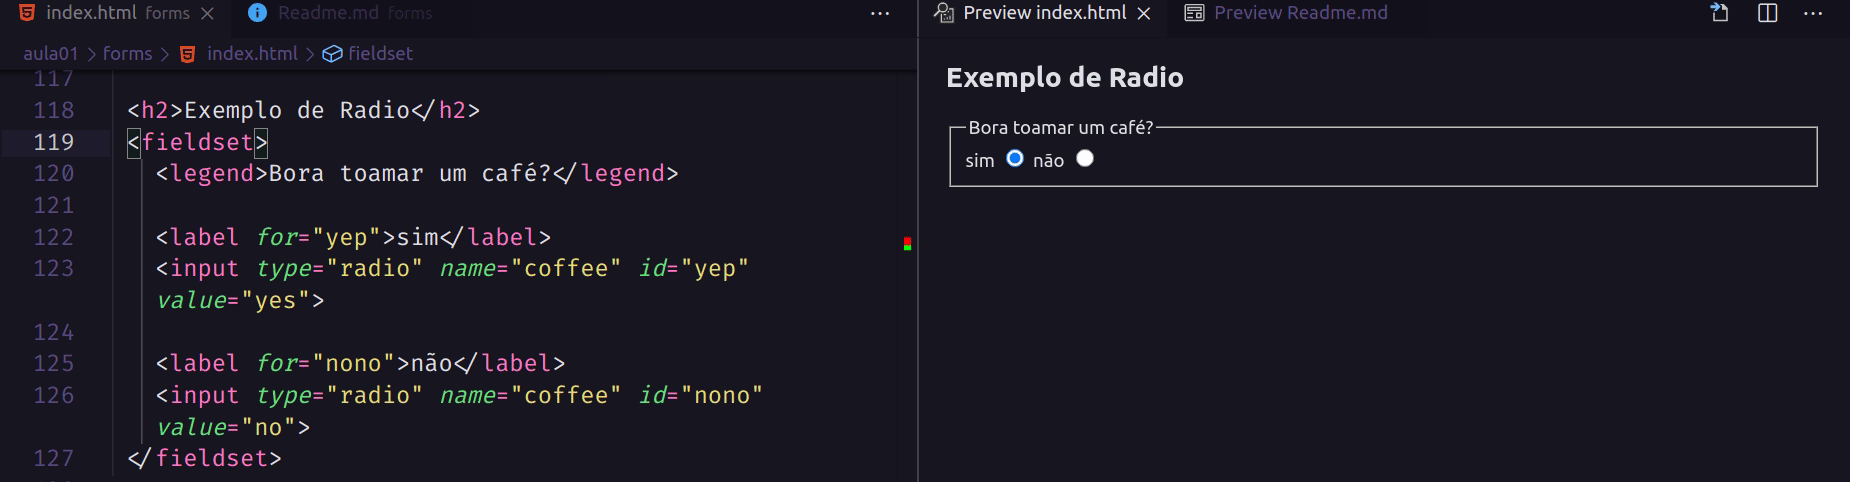 index.html forms
Readme.md forms
aula01 > forms > index.html > fieldset
117
118 <h2>Exemplo de Radio</h2>
119 <fieldset>
120 <legend>Bora toamar um café?</legend>
121
122 <label for="yep">sim</label>
123 <input type="radio" name="coffee" id="yep"
value="yes">
124
125 <label for="nono">não</label>
126 <input type="radio" name="coffee" id="nono"
value="no">
127 </fieldset>
Preview index.html
Preview Readme.md
Exemplo de Radio
Bora toamar um café?
sim não